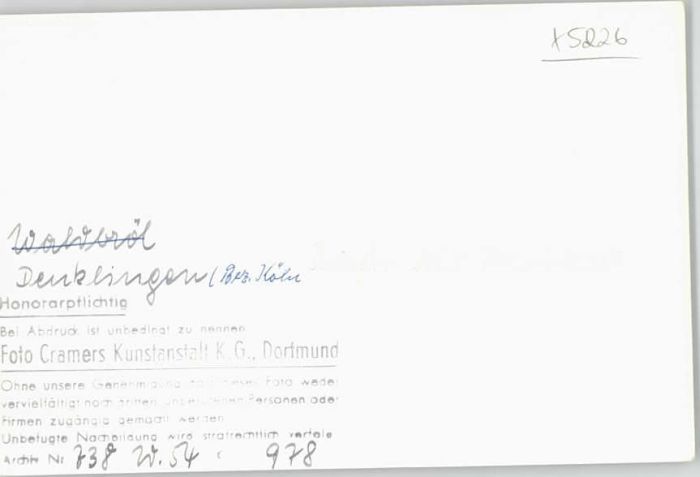 x5226
Waldbröl
Denklingen (Bez. Köln
Honorarpflichtig
Bei Abdruck ist unbedingt zu nennen
Foto Cramers Kunstanstalt K.G., Dortmund
Ohne unsere Genehmigung darf dieses Foto weder
vervielfältigt noch dritten unberufenen Personen oder
Firmen zugängig gemacht werden
Unbefugte Nachbildung wird strafrechtlich verfolg
Archiv Nr 738 W.54 c 978